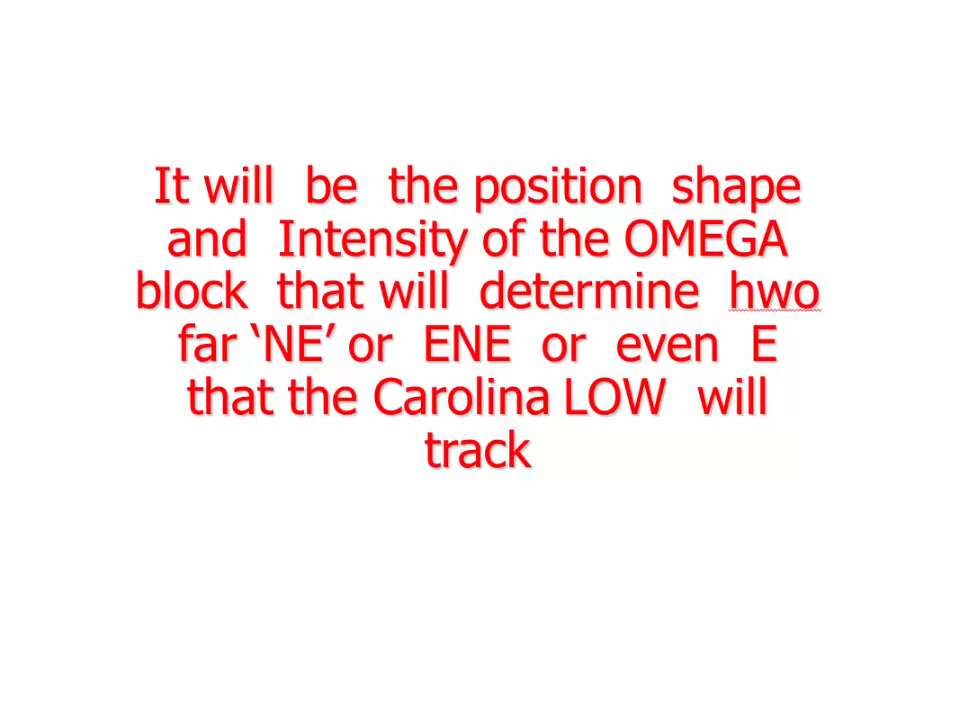 It will be the position shape
and Intensity of the OMEGA
block that will determine hwo
far ‘NE’ or ENE or even E
that the Carolina LOW will
track